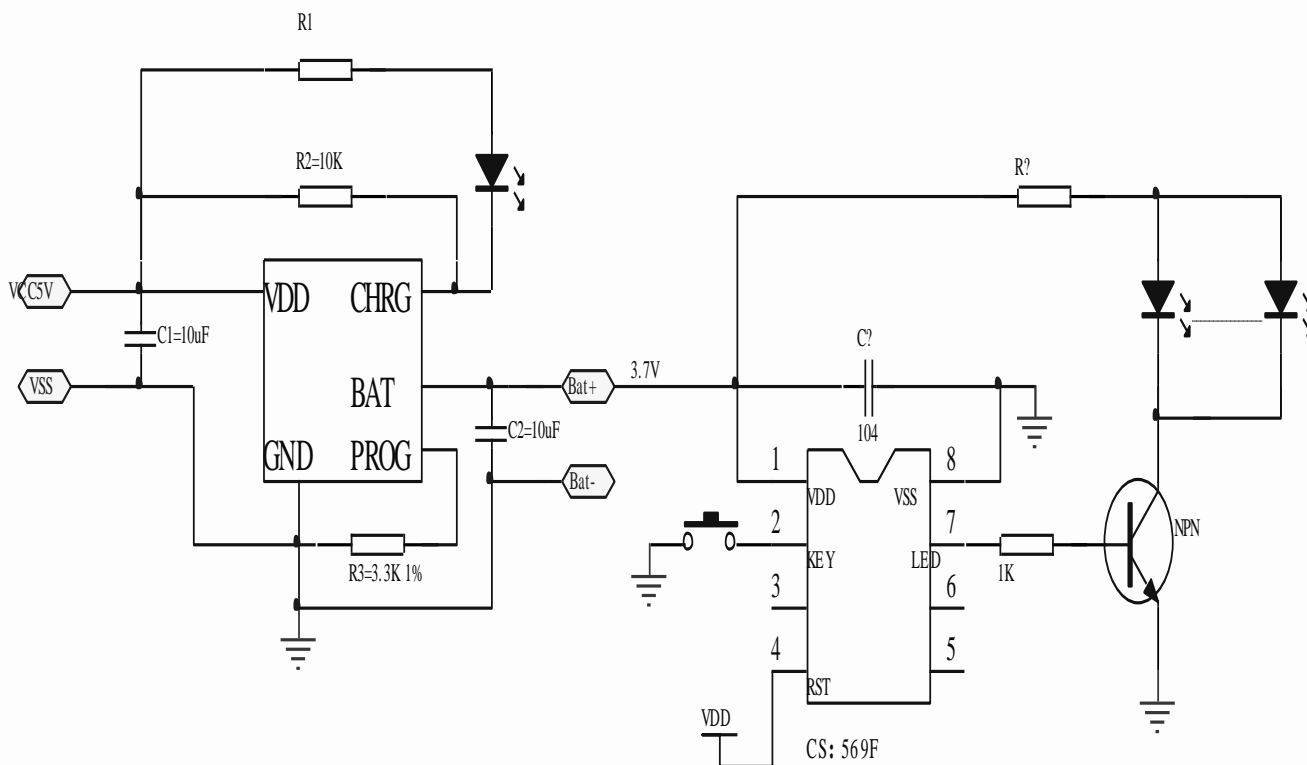 R1
R2=10K
R?
VCC5V
VDD
CHRG
C1=10uF
C?
VSS
BAT
Bat+
3.7V
C2=10uF
104
GND
PROG
Bat-
1
VDD
8
VSS
2
KEY
7
LED
NPN
R3=3.3K 1%
1K
3
6
4
RST
5
VDD
CS: 569F